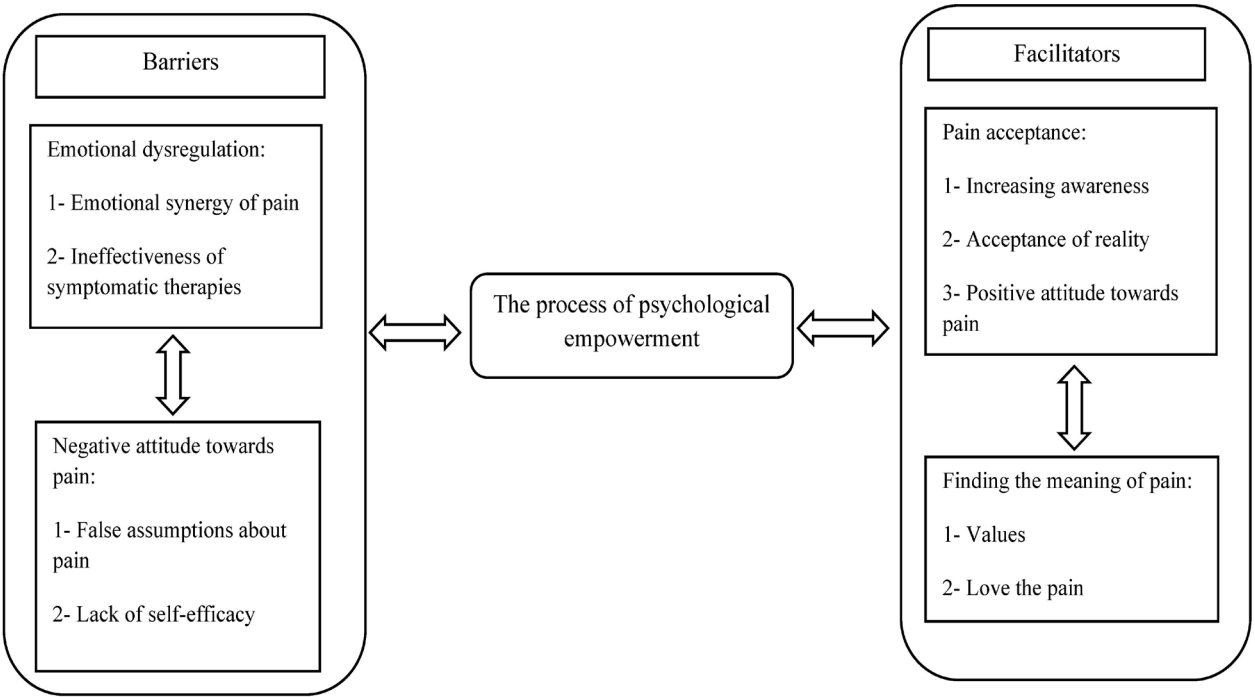 Barriers
Emotional dysregulation:
1- Emotional synergy of pain
2- Ineffectiveness of
symptomatic therapies
Negative attitude towards
pain:
1- False assumptions about
pain
2- Lack of self-efficacy
The process of psychological
empowerment
Facilitators
Pain acceptance:
1- Increasing awareness
2- Acceptance of reality
3- Positive attitude towards
pain
Finding the meaning of pain:
1- Values
2- Love the pain